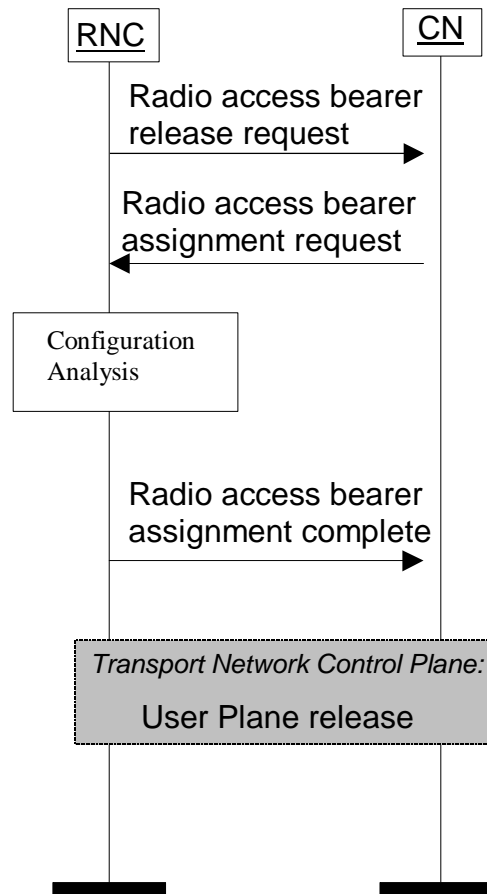 RNC
CN
Radio access bearer
release request
Radio access bearer
assignment request
Configuration
Analysis
Radio access bearer
assignment complete
Transport Network Control Plane:
User Plane release